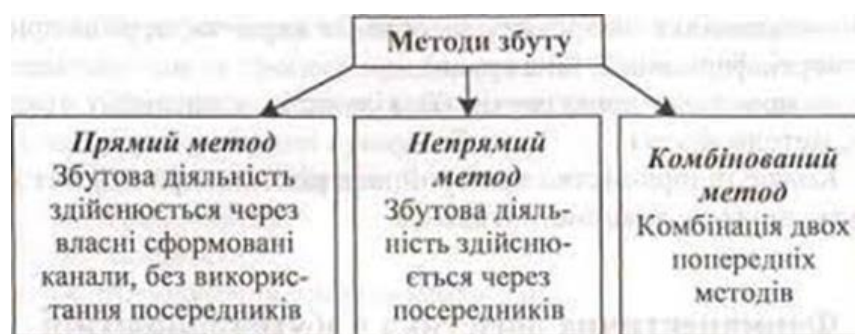 Методи збуту
Прямий метод
Збутова діяльність
здійснюється через
власні сформовані
канали, без викорис-
тання посередників
Непрямий
метод
Збутова діяль-
ність здійсню-
ється через
посередників
Комбінований
метод
Комбінація двох
попередніх
методів